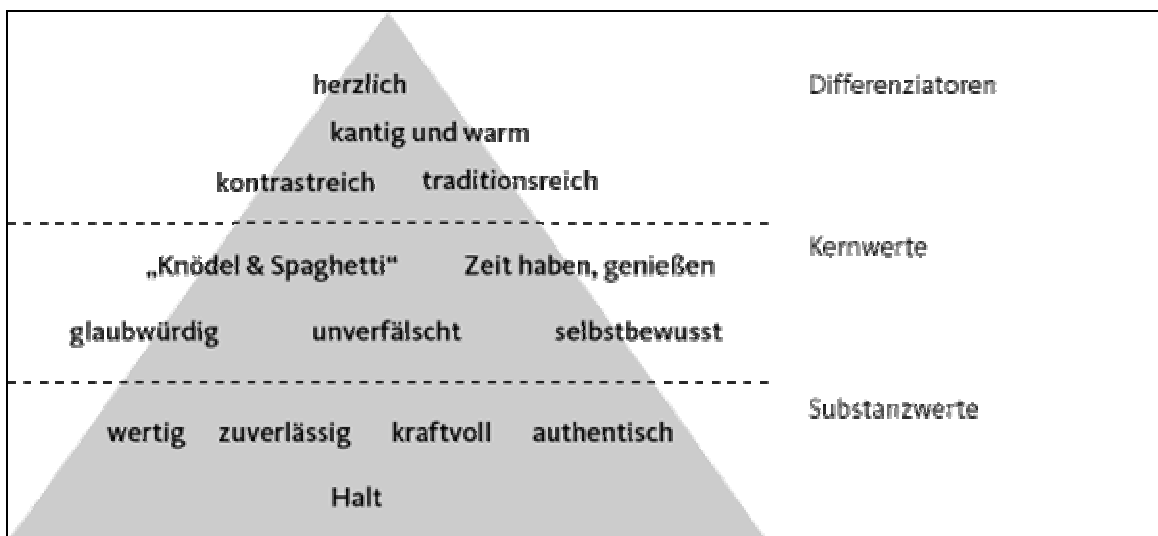 herzlich
Differenziatoren
kantig und warm
kontrastreich traditionsreich
Kernwerte
„Knödel & Spaghetti“ Zeit haben, genießen
glaubwürdig unverfälscht selbstbewusst
Substanzwerte
wertig zuverlässig kraftvoll authentisch
Halt